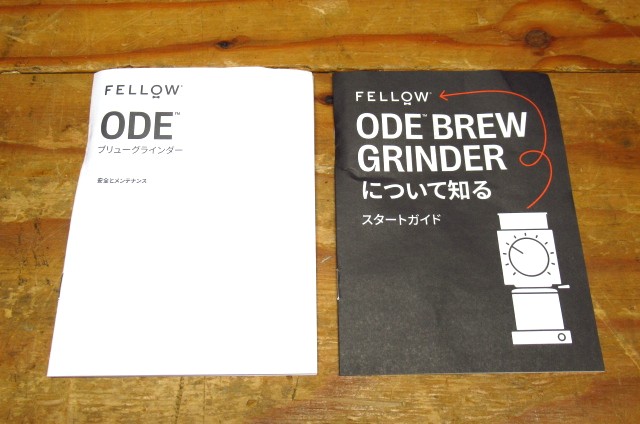 FELLOW
ODE™
ブリューグラインダー
安全とメンテナンス
FELLOW
ODE™ BREW
GRINDER
について知る
スタートガイド